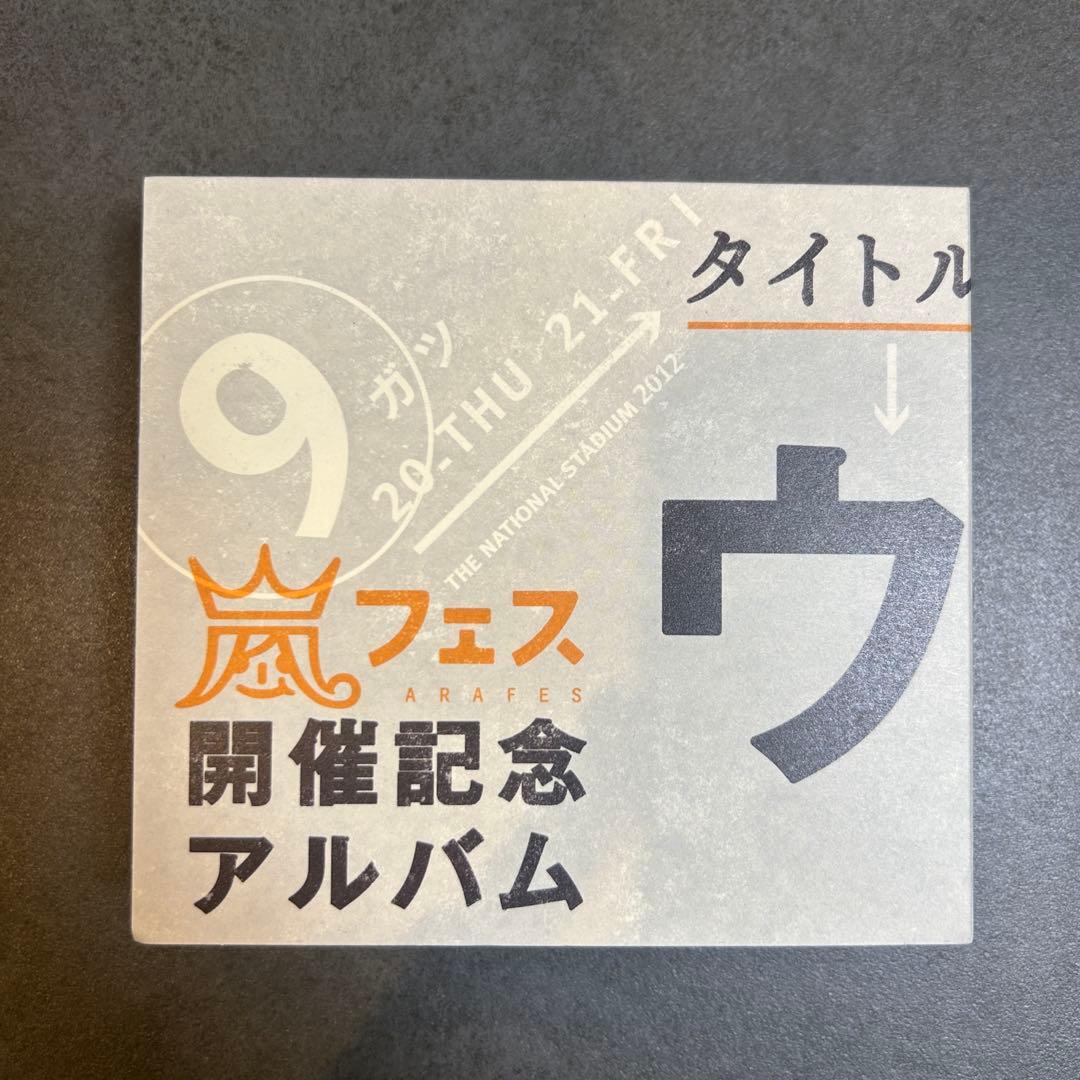 9
ガツ
20-THU 21-FRI
THE NATIONAL STADIUM 2012
タイトル
↓
ウ
嵐フェス
ARAFES
開催記念
アルバム